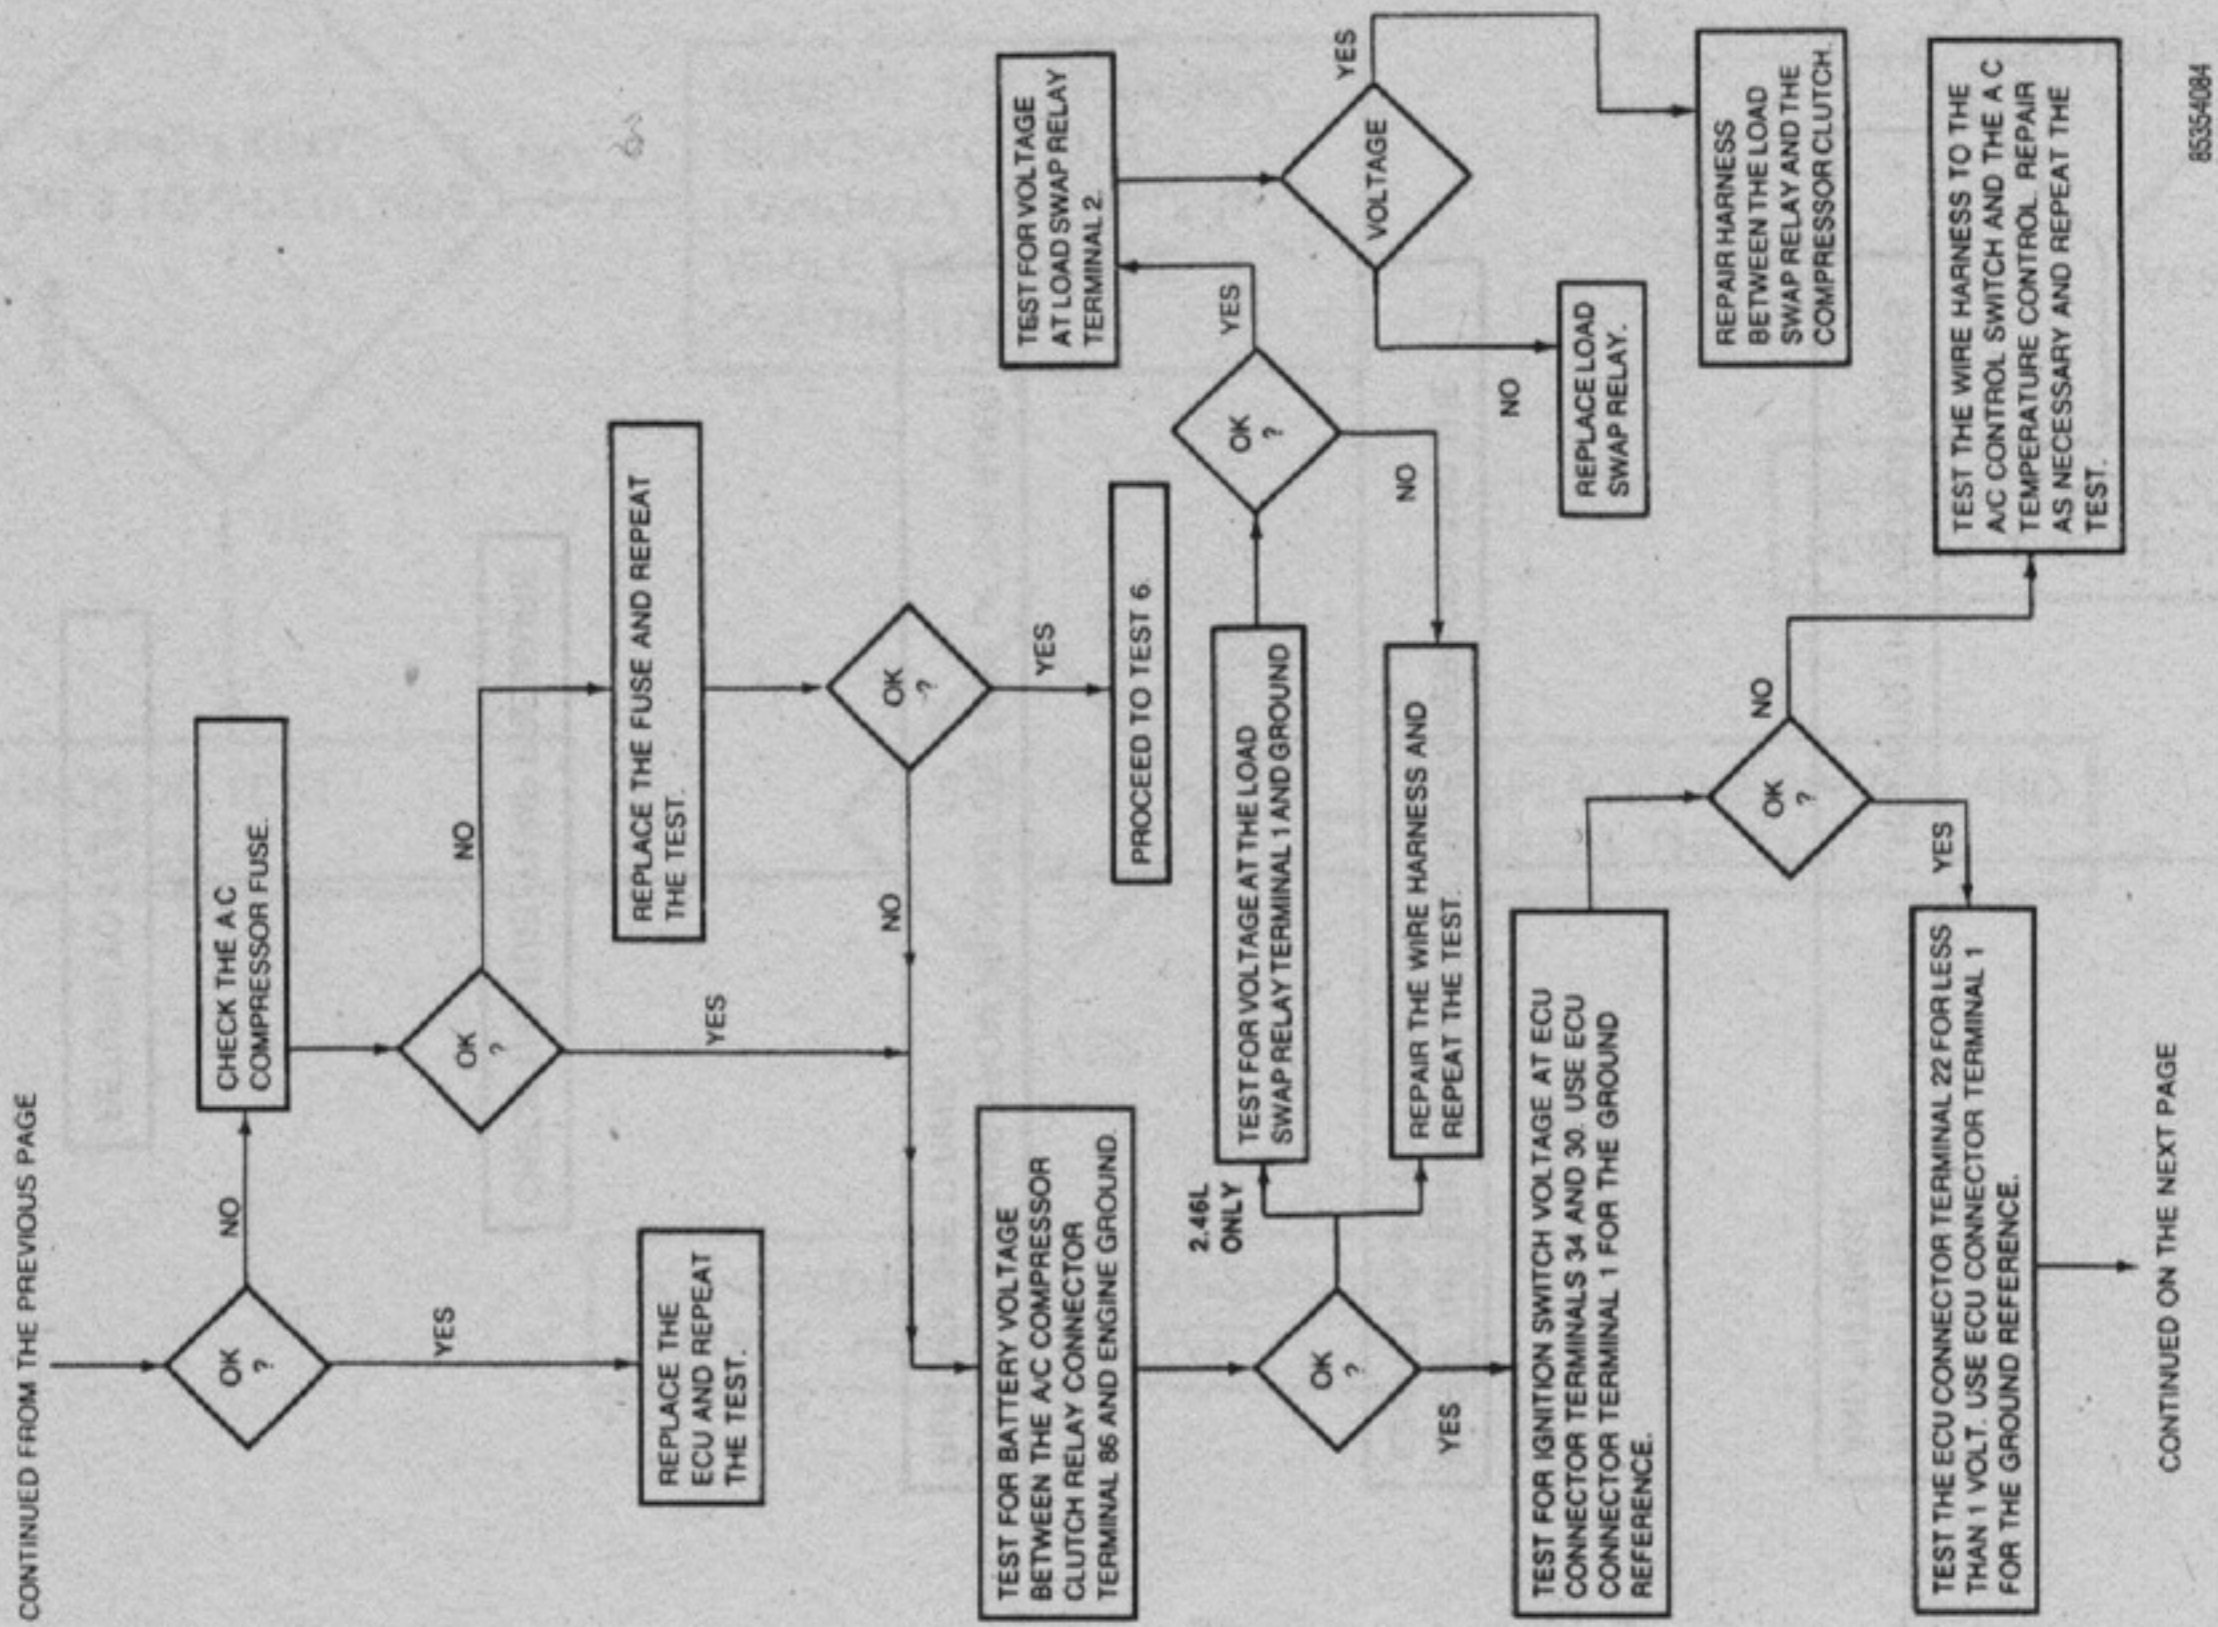 CONTINUED FROM THE PREVIOUS PAGE
OK
?
NO
YES
CHECK THE A C
COMPRESSOR FUSE.
REPLACE THE
ECU AND REPEAT
THE TEST.
OK
?
NO
YES
REPLACE THE FUSE AND REPEAT
THE TEST.
OK
?
NO
YES
PROCEED TO TEST 6.
TEST FOR BATTERY VOLTAGE
BETWEEN THE A/C COMPRESSOR
CLUTCH RELAY CONNECTOR
TERMINAL 86 AND ENGINE GROUND.
OK
?
YES
2.46L
ONLY
TEST FOR VOLTAGE AT THE LOAD
SWAP RELAY TERMINAL 1 AND GROUND
OK
?
YES
NO
TEST FOR VOLTAGE
AT LOAD SWAP RELAY
TERMINAL 2.
VOLTAGE
YES
NO
REPLACE LOAD
SWAP RELAY.
REPAIR HARNESS
BETWEEN THE LOAD
SWAP RELAY AND THE
COMPRESSOR CLUTCH.
REPAIR THE WIRE HARNESS AND
REPEAT THE TEST.
TEST FOR IGNITION SWITCH VOLTAGE AT ECU
CONNECTOR TERMINALS 34 AND 30. USE ECU
CONNECTOR TERMINAL 1 FOR THE GROUND
REFERENCE.
OK
?
NO
YES
TEST THE WIRE HARNESS TO THE
A/C CONTROL SWITCH AND THE A C
TEMPERATURE CONTROL. REPAIR
AS NECESSARY AND REPEAT THE
TEST.
TEST THE ECU CONNECTOR TERMINAL 22 FOR LESS
THAN 1 VOLT. USE ECU CONNECTOR TERMINAL 1
FOR THE GROUND REFERENCE.
CONTINUED ON THE NEXT PAGE
85354084